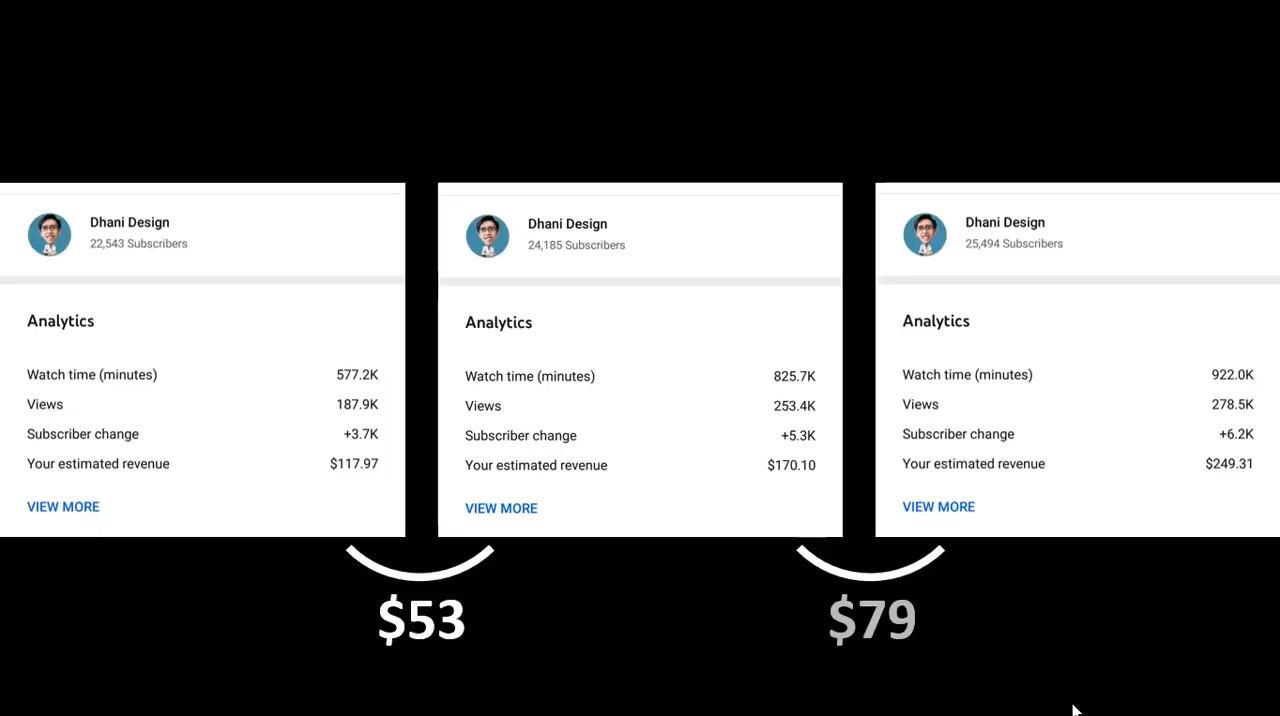 Dhani Design
22,543 Subscribers
Analytics
Watch time (minutes) 577.2K
Views 187.9K
Subscriber change +3.7K
Your estimated revenue $117.97
VIEW MORE
Dhani Design
24,185 Subscribers
Analytics
Watch time (minutes) 825.7K
Views 253.4K
Subscriber change +5.3K
Your estimated revenue $170.10
VIEW MORE
Dhani Design
25,494 Subscribers
Analytics
Watch time (minutes) 922.0K
Views 278.5K
Subscriber change +6.2K
Your estimated revenue $249.31
VIEW MORE
$53
$79